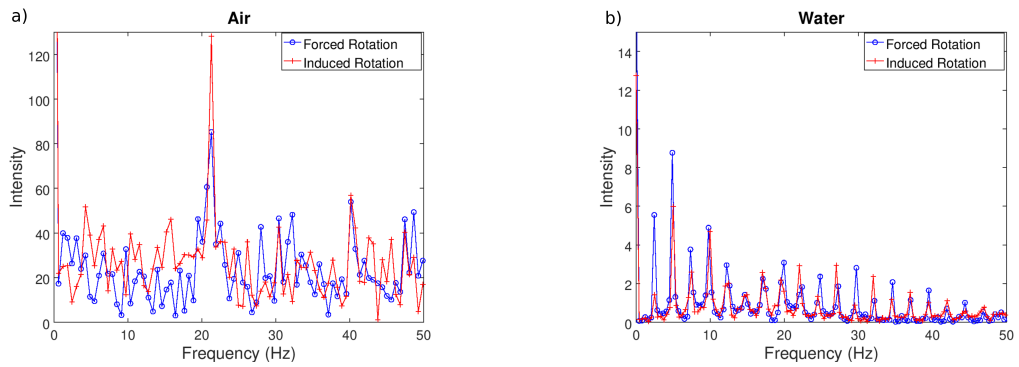 a)
Air
Forced Rotation
Induced Rotation
120
100
80
60
40
20
0
Intensity
0 10 20 30 40 50
Frequency (Hz)
b)
Water
Forced Rotation
Induced Rotation
14
12
10
8
6
4
2
0
Intensity
0 10 20 30 40 50
Frequency (Hz)